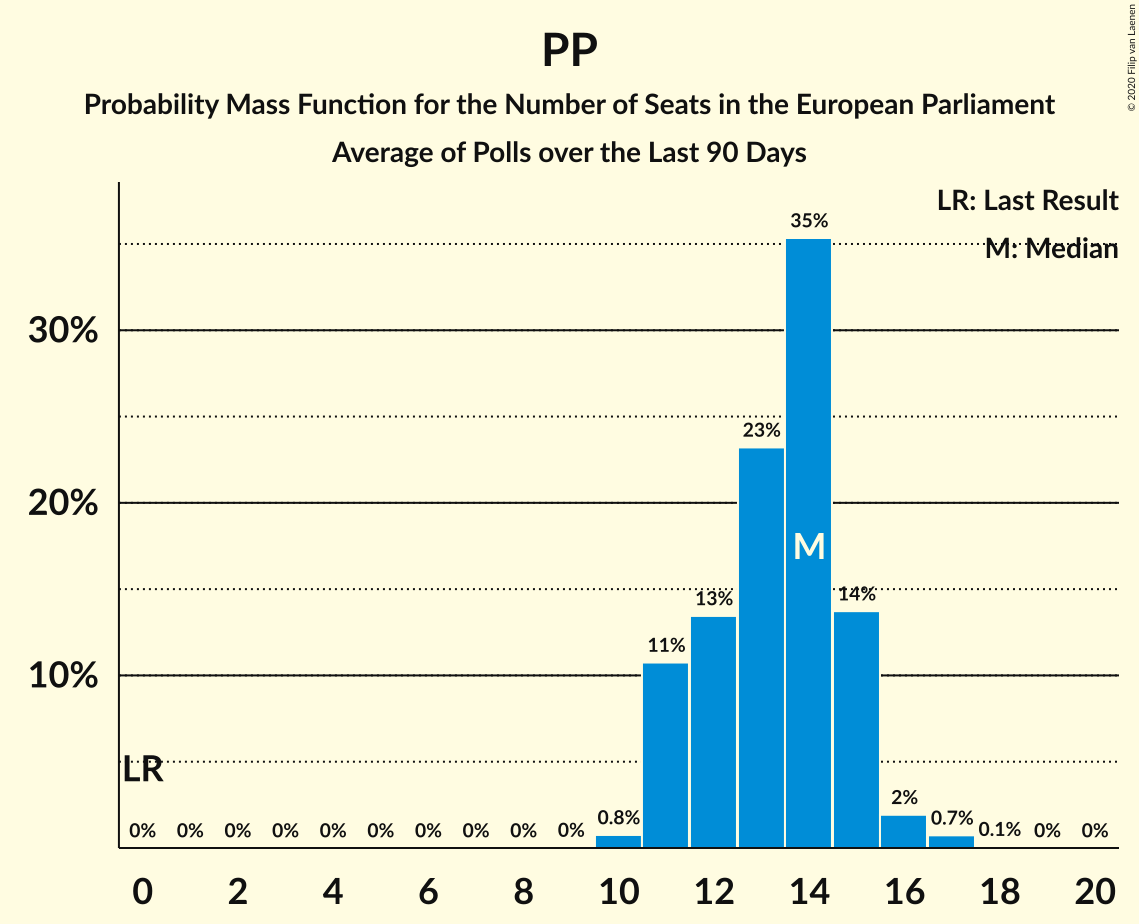 PP
Probability Mass Function for the Number of Seats in the European Parliament
Average of Polls over the Last 90 Days
© 2020 Filip van Laenen
LR: Last Result
M: Median
35%
30%
23%
20%
M
13%
14%
11%
10%
LR
0% 0% 0% 0% 0% 0% 0% 0% 0% 0% 0.8% 2% 0.7% 0.1% 0% 0%
0 2 4 6 8 10 12 14 16 18 20